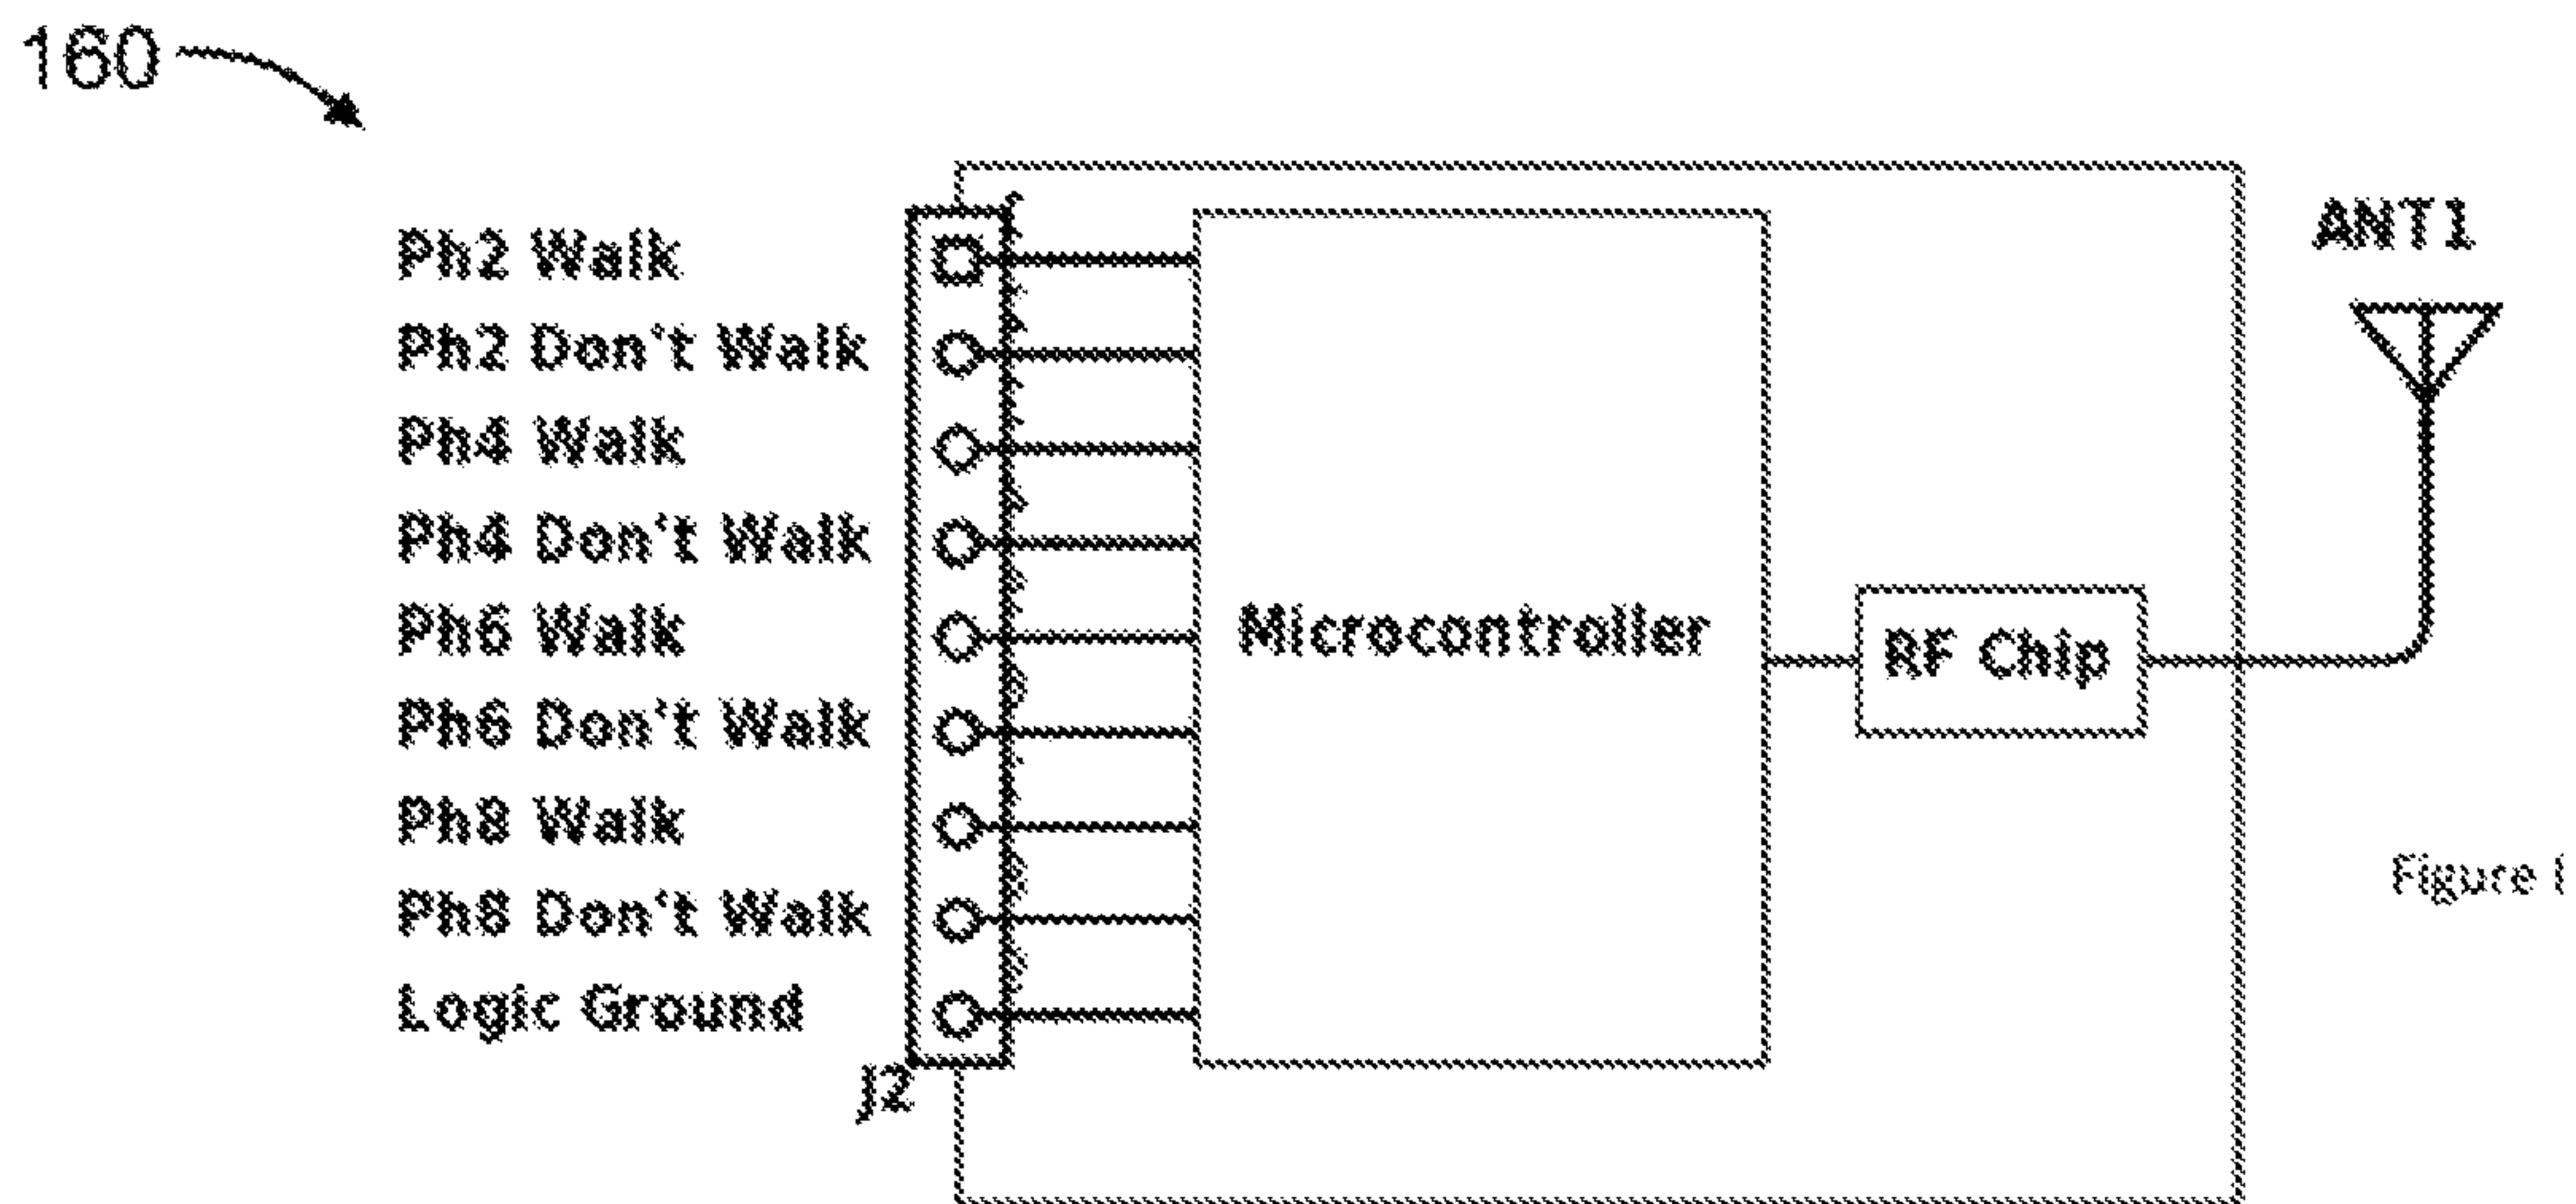 160
ANT1
Ph2 Walk
Ph2 Don't Walk
Ph4 Walk
Ph4 Don't Walk
Ph6 Walk
Ph6 Don't Walk
Ph8 Walk
Ph8 Don't Walk
Logic Ground
J2
Microcontroller
RF Chip
Figure